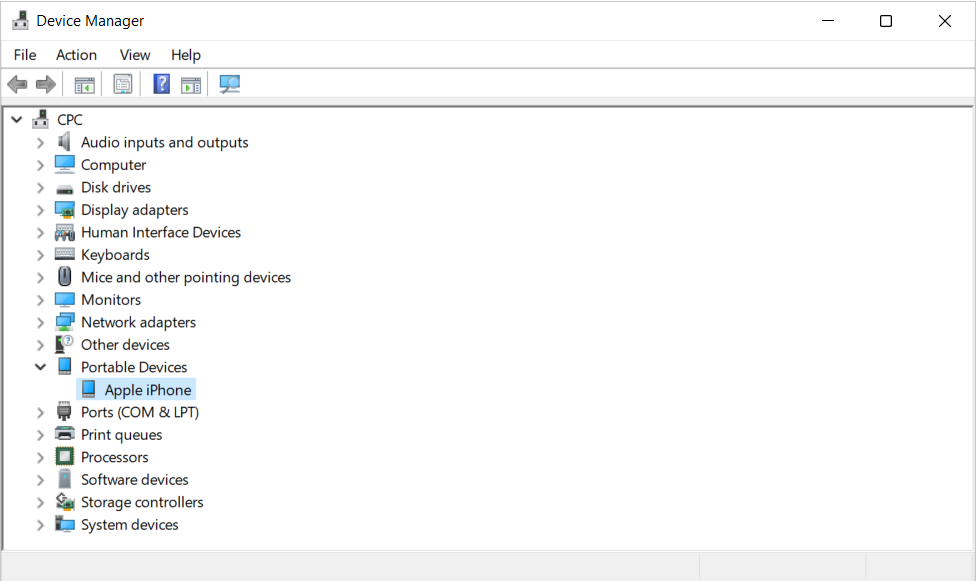 Device Manager
File Action View Help
?
CPC
Audio inputs and outputs
Computer
Disk drives
Display adapters
Human Interface Devices
Keyboards
Mice and other pointing devices
Monitors
Network adapters
Other devices
Portable Devices
Apple iPhone
Ports (COM & LPT)
Print queues
Processors
Software devices
Storage controllers
System devices